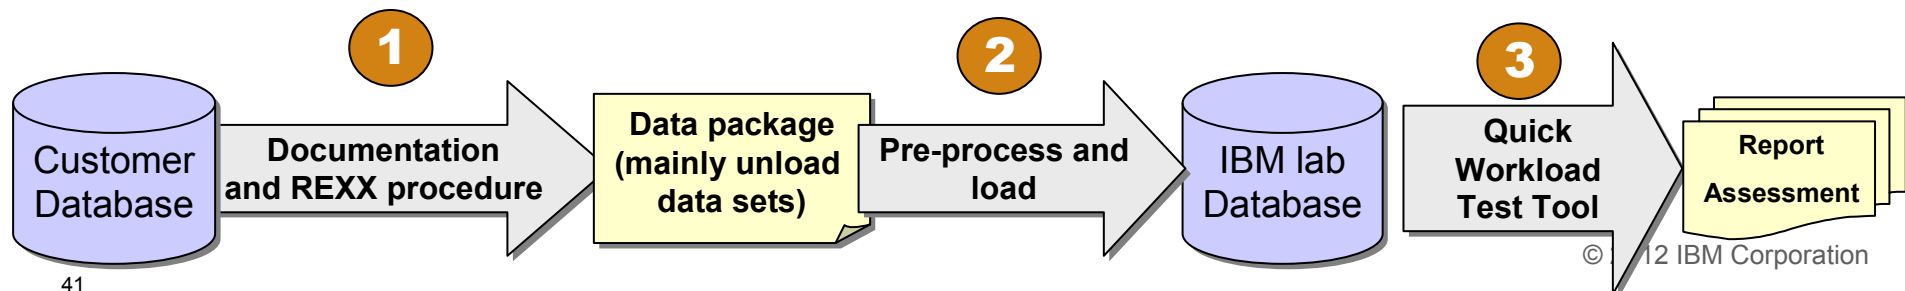 1
2
3
Customer
Database
Documentation
and REXX procedure
Data package
(mainly unload
data sets)
Pre-process and
load
IBM lab
Database
Quick
Workload
Test Tool
Report
Assessment
© 12 IBM Corporation
41